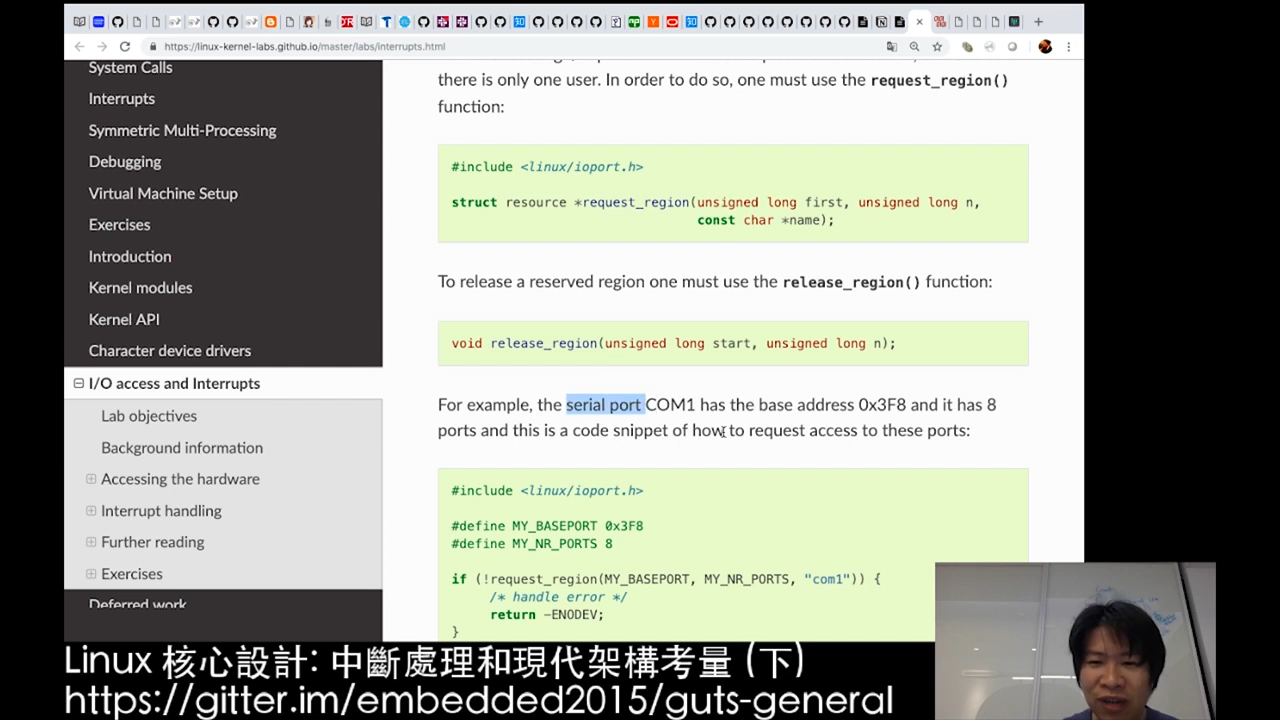 https://linux-kernel-labs.github.io/master/labs/interrupts.html
System Calls
Interrupts
Symmetric Multi-Processing
Debugging
Virtual Machine Setup
Exercises
Introduction
Kernel modules
Kernel API
Character device drivers
I/O access and Interrupts
Lab objectives
Background information
Accessing the hardware
Interrupt handling
Further reading
Exercises
Deferred work
there is only one user. In order to do so, one must use the request_region()
function:
#include <linux/ioport.h>
struct resource *request_region(unsigned long first, unsigned long n,
const char *name);
To release a reserved region one must use the release_region() function:
void release_region(unsigned long start, unsigned long n);
For example, the serial port COM1 has the base address 0x3F8 and it has 8
ports and this is a code snippet of how to request access to these ports:
#include <linux/ioport.h>
#define MY_BASEPORT 0x3F8
#define MY_NR_PORTS 8
if (!request_region(MY_BASEPORT, MY_NR_PORTS, "com1")) {
/* handle error */
return -ENODEV;
}
Linux 核心設計: 中斷處理和現代架構考量 (下)
https://gitter.im/embedded2015/guts-general